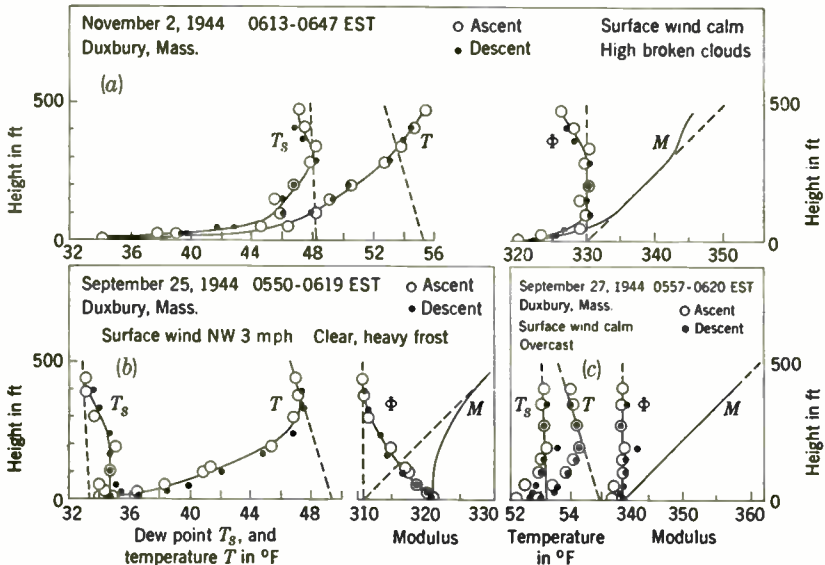 November 2, 1944 0613-0647 EST
Duxbury, Mass.
○ Ascent
• Descent
Surface wind calm
High broken clouds
(a)
Height in ft
500
0
T_s
T
Φ
M
500
0
Height in ft
32 36 40 44 48 52 56
320 330 340 350
September 25, 1944 0550-0619 EST
Duxbury, Mass.
○ Ascent
• Descent
Surface wind NW 3 mph Clear, heavy frost
(b)
Height in ft
500
0
T_s
T
Φ
M
32 36 40 44 48
310 320 330
Dew point T_s, and
temperature T in °F
Modulus
September 27, 1944 0557-0620 EST
Duxbury, Mass.
Surface wind calm
Overcast
○ Ascent
• Descent
(c)
T_s
T
Φ
M
500
0
Height in ft
52 54
340 350 360
Temperature
in °F
Modulus